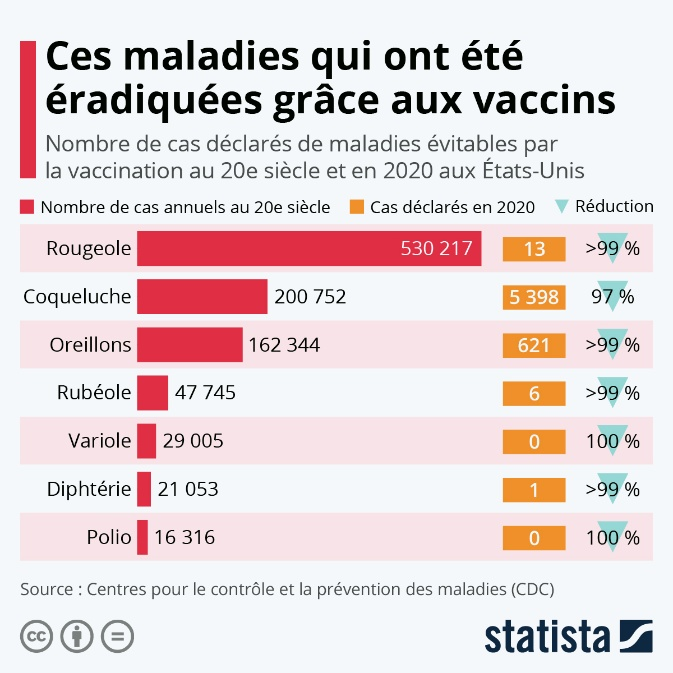 Ces maladies qui ont été
éradiquées grâce aux vaccins
Nombre de cas déclarés de maladies évitables par
la vaccination au 20e siècle et en 2020 aux États-Unis
Nombre de cas annuels au 20e siècle Cas déclarés en 2020 Réduction
Rougeole 530 217 13 >99 %
Coqueluche 200 752 5 398 97 %
Oreillons 162 344 621 >99 %
Rubéole 47 745 6 >99 %
Variole 29 005 0 100 %
Diphtérie 21 053 1 >99 %
Polio 16 316 0 100 %
Source : Centres pour le contrôle et la prévention des maladies (CDC)
cc = statista